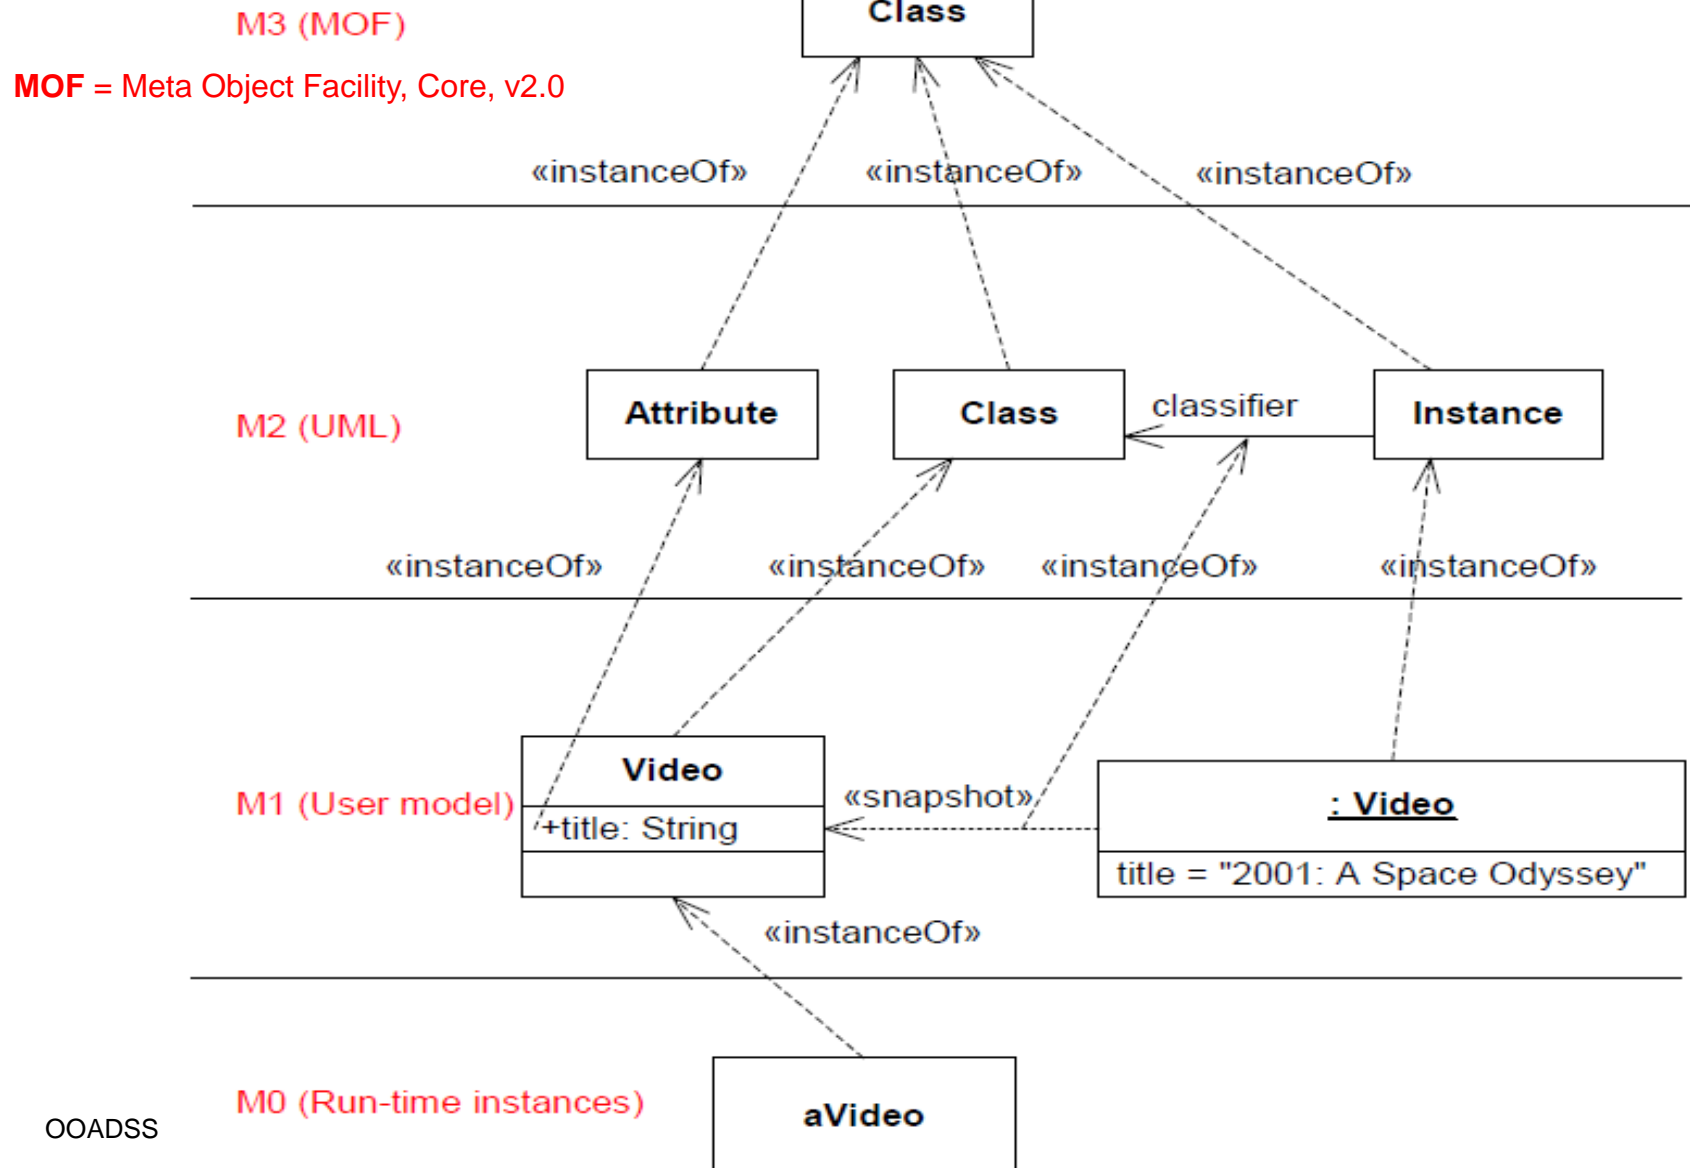 Class
M3 (MOF)
MOF = Meta Object Facility, Core, v2.0
«instanceOf» «instanceOf» «instanceOf»
M2 (UML)
Attribute
Class
classifier
Instance
«instanceOf» «instanceOf» «instanceOf» «instanceOf»
M1 (User model)
Video
+title: String
«snapshot»
: Video
title = "2001: A Space Odyssey"
«instanceOf»
M0 (Run-time instances)
aVideo
OOADSS